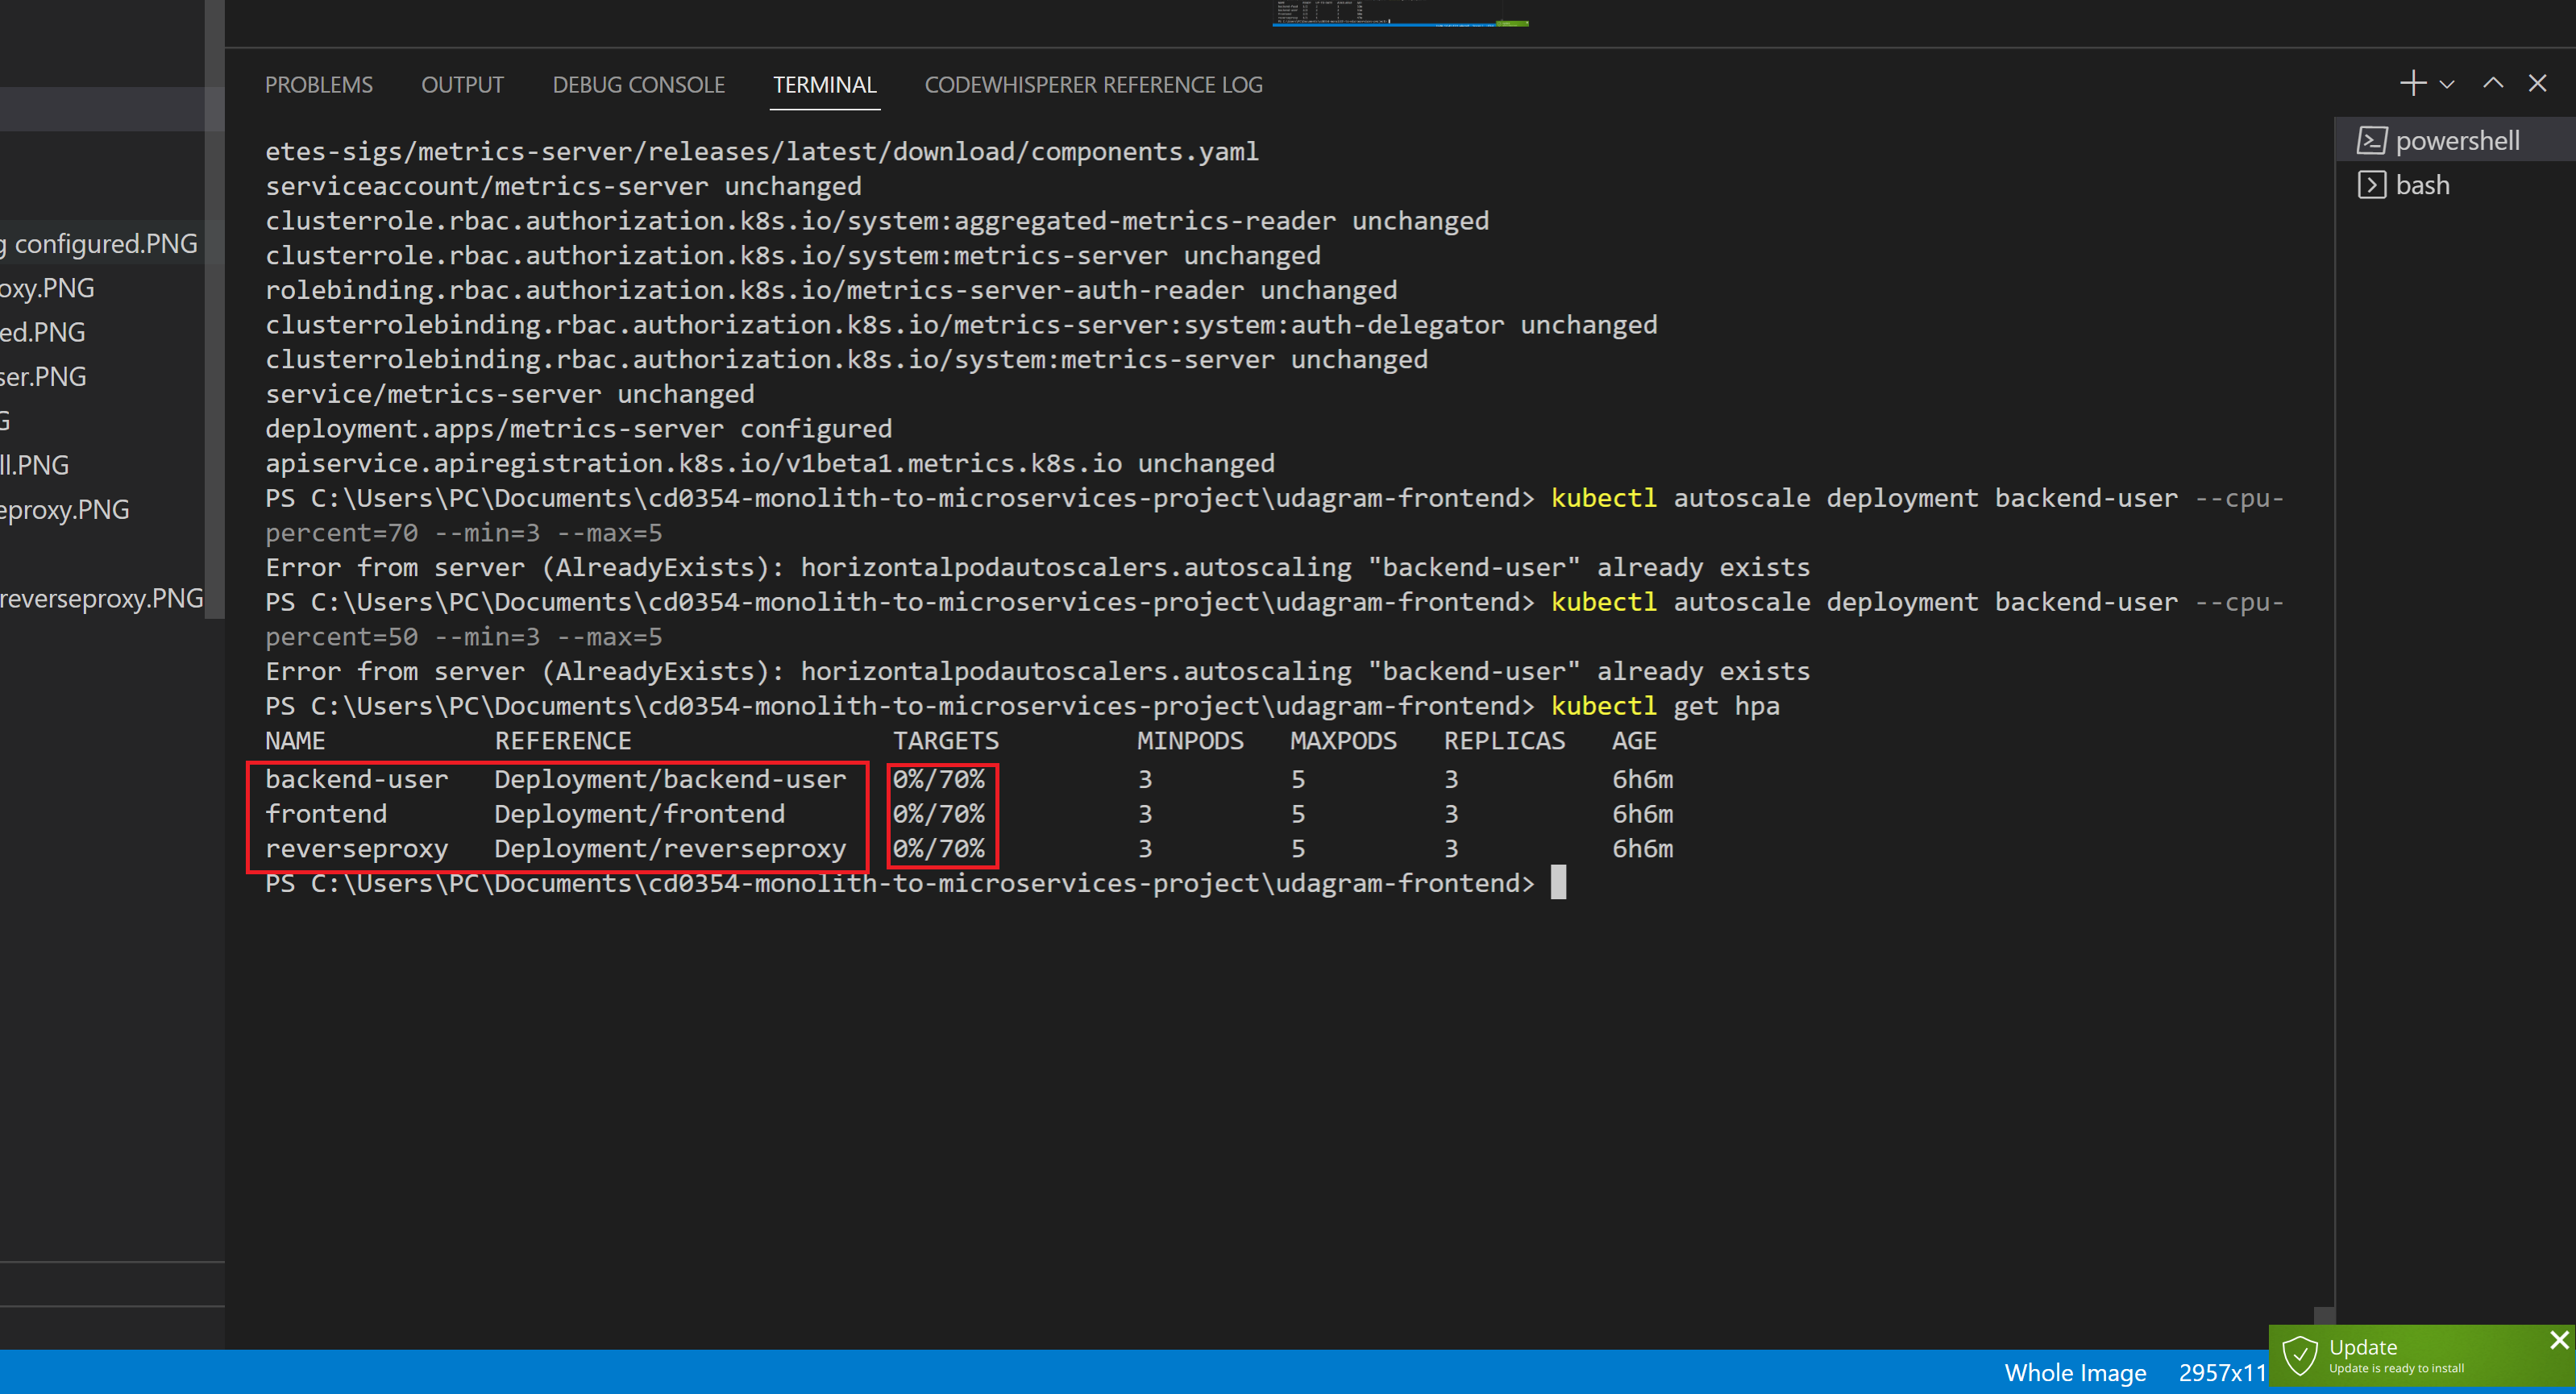 PROBLEMS OUTPUT DEBUG CONSOLE TERMINAL CODEWHISPERER REFERENCE LOG
powershell
bash
configured.PNG
oxy.PNG
ed.PNG
ser.PNG
G
ll.PNG
eproxy.PNG
reverseproxy.PNG
etes-sigs/metrics-server/releases/latest/download/components.yaml
serviceaccount/metrics-server unchanged
clusterrole.rbac.authorization.k8s.io/system:aggregated-metrics-reader unchanged
clusterrole.rbac.authorization.k8s.io/system:metrics-server unchanged
rolebinding.rbac.authorization.k8s.io/metrics-server-auth-reader unchanged
clusterrolebinding.rbac.authorization.k8s.io/metrics-server:system:auth-delegator unchanged
clusterrolebinding.rbac.authorization.k8s.io/system:metrics-server unchanged
service/metrics-server unchanged
deployment.apps/metrics-server configured
apiservice.apiregistration.k8s.io/v1beta1.metrics.k8s.io unchanged
PS C:\Users\PC\Documents\cd0354-monolith-to-microservices-project\udagram-frontend> kubectl autoscale deployment backend-user --cpu-
percent=70 --min=3 --max=5
Error from server (AlreadyExists): horizontalpodautoscalers.autoscaling "backend-user" already exists
PS C:\Users\PC\Documents\cd0354-monolith-to-microservices-project\udagram-frontend> kubectl autoscale deployment backend-user --cpu-
percent=50 --min=3 --max=5
Error from server (AlreadyExists): horizontalpodautoscalers.autoscaling "backend-user" already exists
PS C:\Users\PC\Documents\cd0354-monolith-to-microservices-project\udagram-frontend> kubectl get hpa
NAME REFERENCE TARGETS MINPODS MAXPODS REPLICAS AGE
backend-user Deployment/backend-user 0%/70% 3 5 3 6h6m
frontend Deployment/frontend 0%/70% 3 5 3 6h6m
reverseproxy Deployment/reverseproxy 0%/70% 3 5 3 6h6m
PS C:\Users\PC\Documents\cd0354-monolith-to-microservices-project\udagram-frontend>
Whole Image 2957x11
Update
Update is ready to install